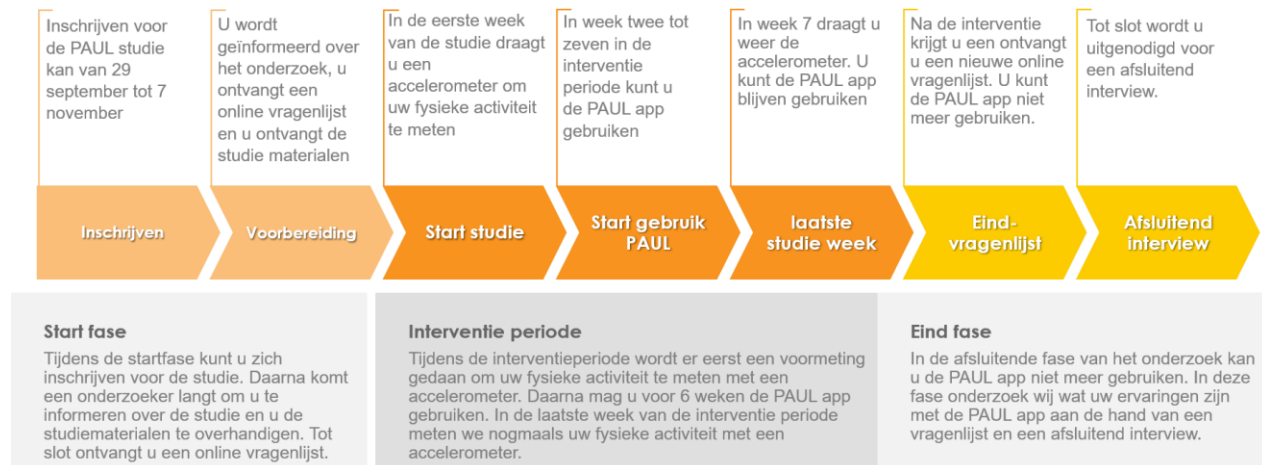 Inschrijven voor
de PAUL studie
kan van 29
september tot 7
november
U wordt
geïnformeerd over
het onderzoek, u
ontvangt een
online vragenlijst
en u ontvangt de
studie materialen
In de eerste week
van de studie draagt
u een
accelerometer om
uw fysieke activiteit
te meten
In week twee tot
zeven in de
interventie
periode kunt u
de PAUL app
gebruiken
In week 7 draagt u
weer de
accelerometer. U
kunt de PAUL app
blijven gebruiken
Na de interventie
krijgt u een ontvangt
u een nieuwe online
vragenlijst. U kunt
de PAUL app niet
meer gebruiken.
Tot slot wordt u
uitgenodigd voor
een afsluitend
interview.
Inschrijven
Voorbereiding
Start studie
Start gebruik
PAUL
laatste
studie week
Eind-
vragenlijst
Afsluitend
interview
Start fase
Tijdens de startfase kunt u zich
inschrijven voor de studie. Daarna komt
een onderzoeker langt om u te
informeren over de studie en u de
studiematerialen te overhandigen. Tot
slot ontvangt u een online vragenlijst.
Interventie periode
Tijdens de interventieperiode wordt er eerst een voormeting
gedaan om uw fysieke activiteit te meten met een
accelerometer. Daarna mag u voor 6 weken de PAUL app
gebruiken. In de laatste week van de interventie periode
meten we nogmaals uw fysieke activiteit met een
accelerometer.
Eind fase
In de afsluitende fase van het onderzoek kan
u de PAUL app niet meer gebruiken. In deze
fase onderzoek wij wat uw ervaringen zijn
met de PAUL app aan de hand van een
vragenlijst en een afsluitend interview.